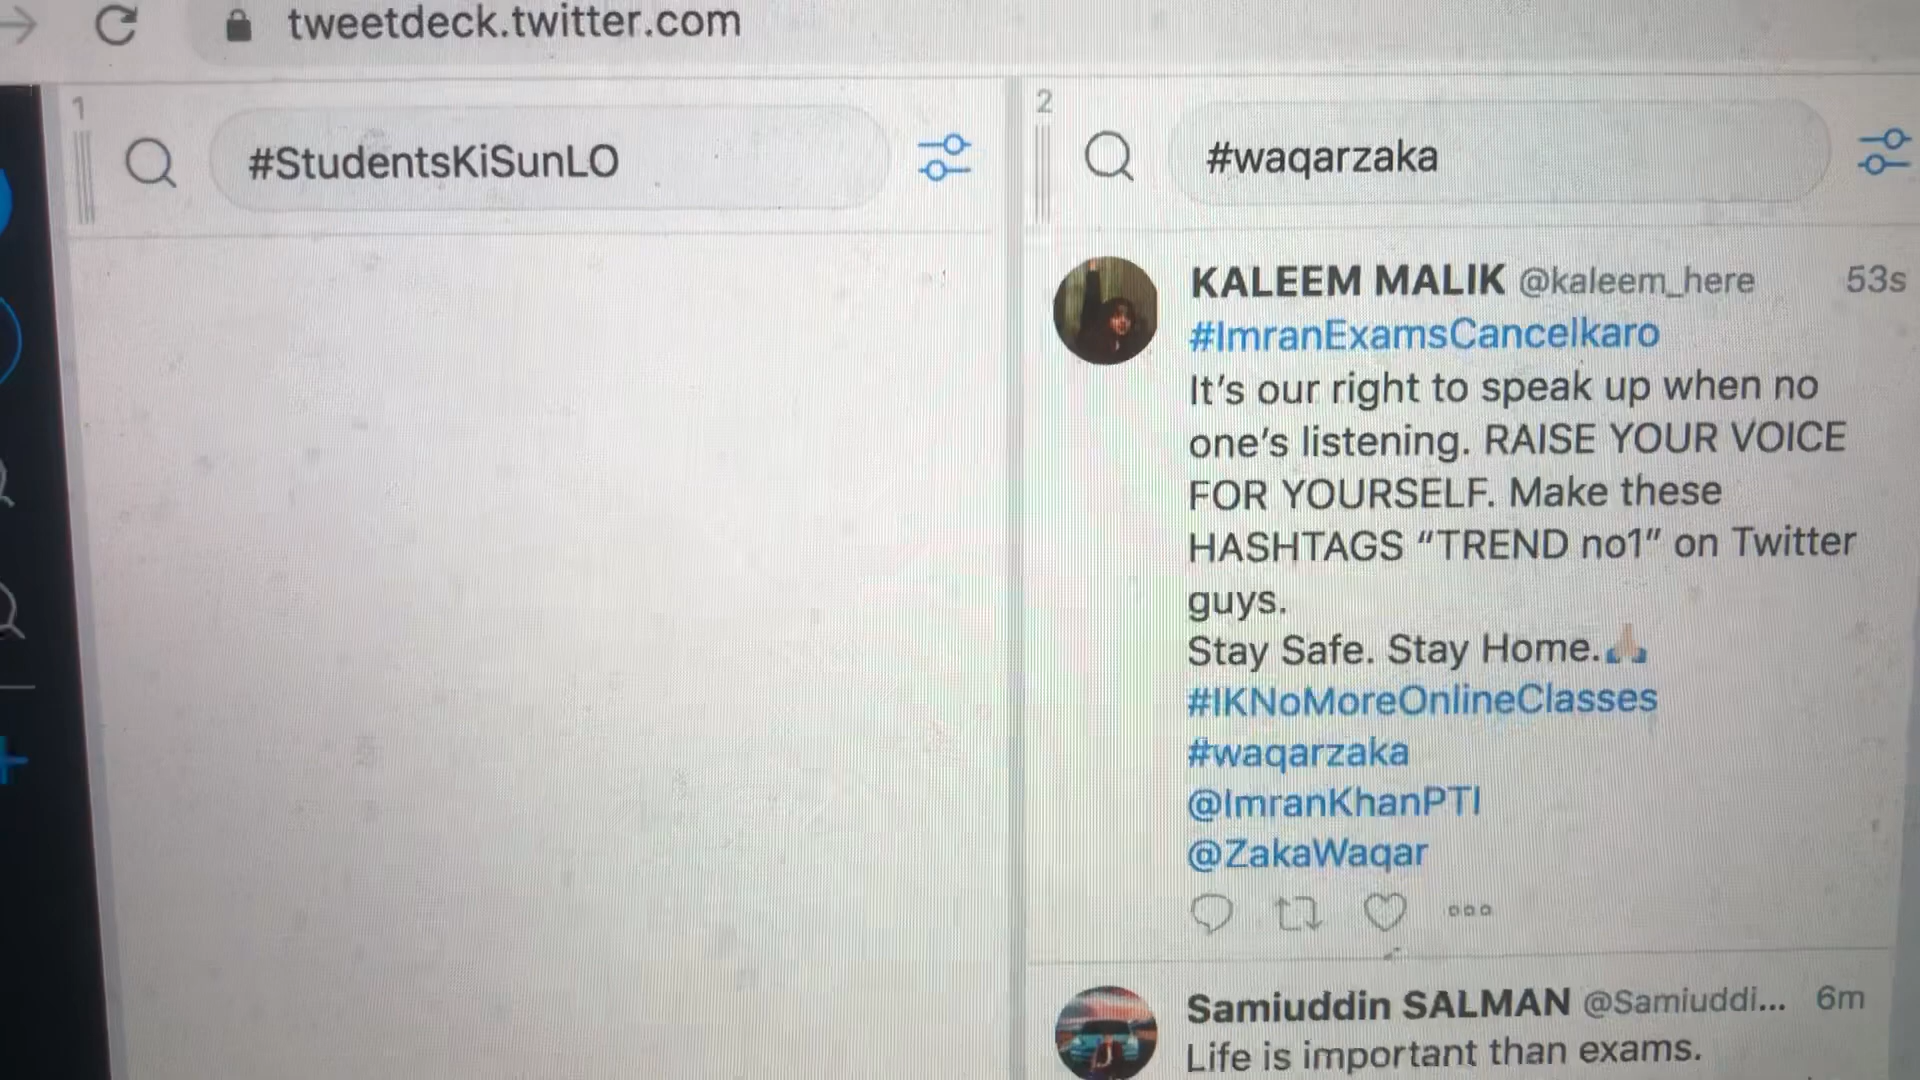 tweetdeck.twitter.com
1
#StudentsKiSunLO
2
#waqarzaka
KALEEM MALIK @kaleem_here 53s
#ImranExamsCancelkaro
It's our right to speak up when no
one's listening. RAISE YOUR VOICE
FOR YOURSELF. Make these
HASHTAGS “TREND no1” on Twitter
guys.
Stay Safe. Stay Home.🙏🏻
#IKNoMoreOnlineClasses
#waqarzaka
@ImranKhanPTI
@ZakaWaqar
Samiuddin SALMAN @Samiuddi... 6m
Life is important than exams.